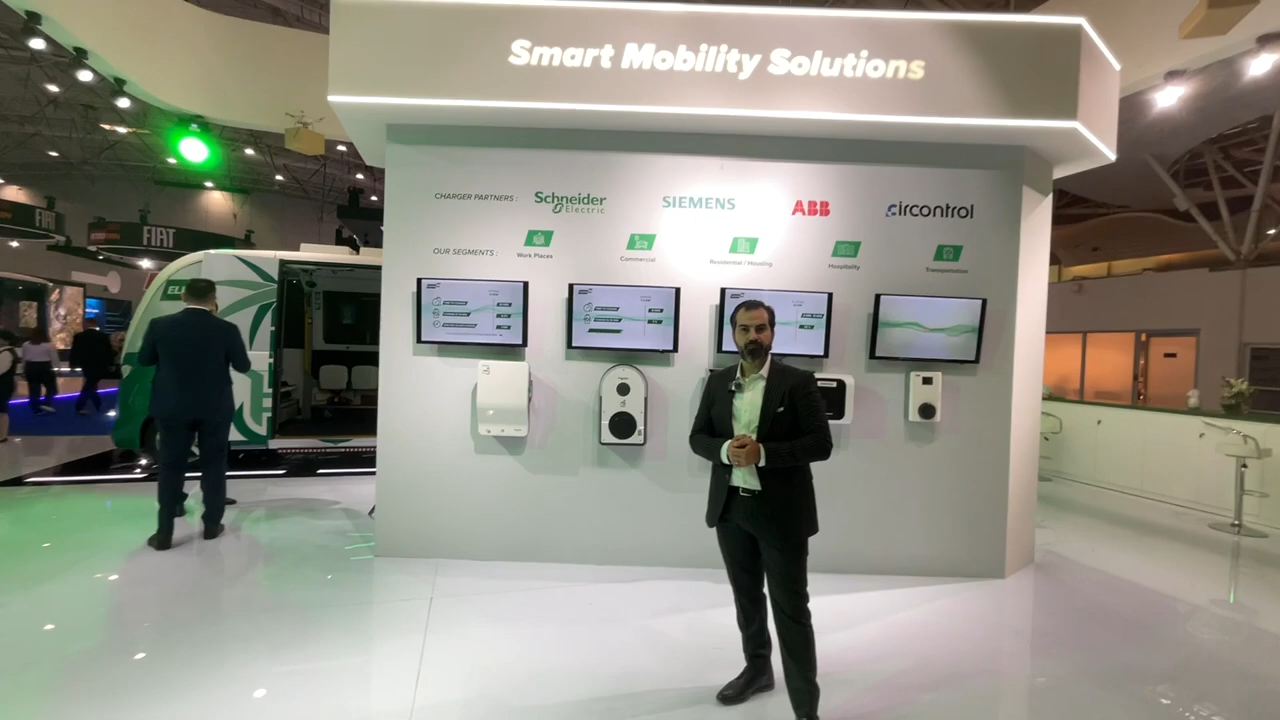 Smart Mobility Solutions
CHARGER PARTNERS :
Schneider
Electric
SIEMENS
ABB
circontrol
OUR SEGMENTS :
Work Places
Commercial
Residential / Housing
Hospitality
Transportation
FIAT
FIAT